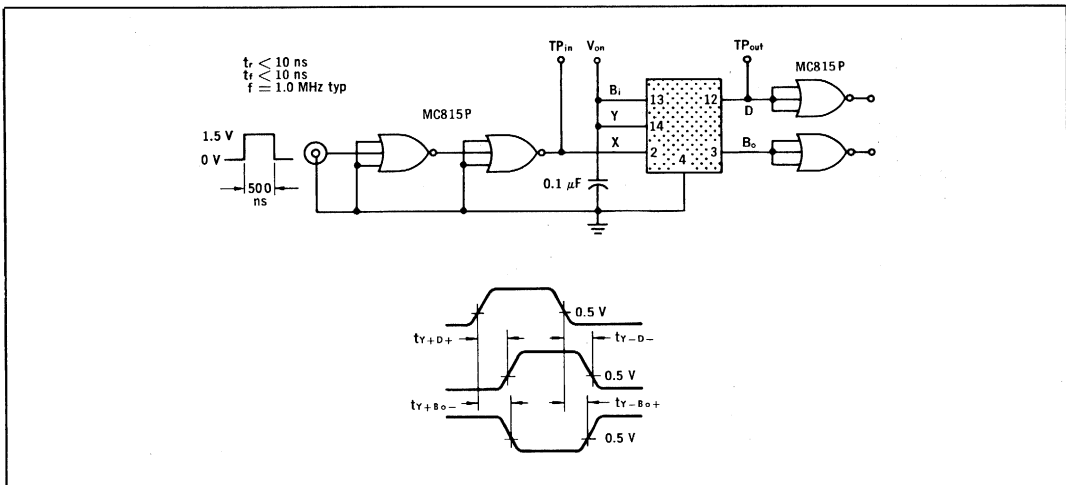 TPin Von TPout
tr < 10 ns
tf < 10 ns
f = 1.0 MHz typ
MC815P
MC815P
Bi 13 12
D
Y 14
1.5 V
X 2 3 Bo
4
0 V
0.1 µF
500
ns
0.5 V
tY+D+ tY–D–
0.5 V
tY+Bo– tY–Bo+
0.5 V